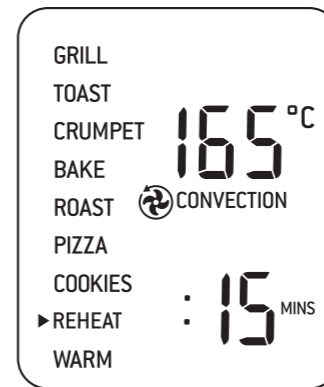 GRILL
TOAST
CRUMPET
BAKE
ROAST
PIZZA
COOKIES
REHEAT
WARM
165 °C
CONVECTION
:15 MINS